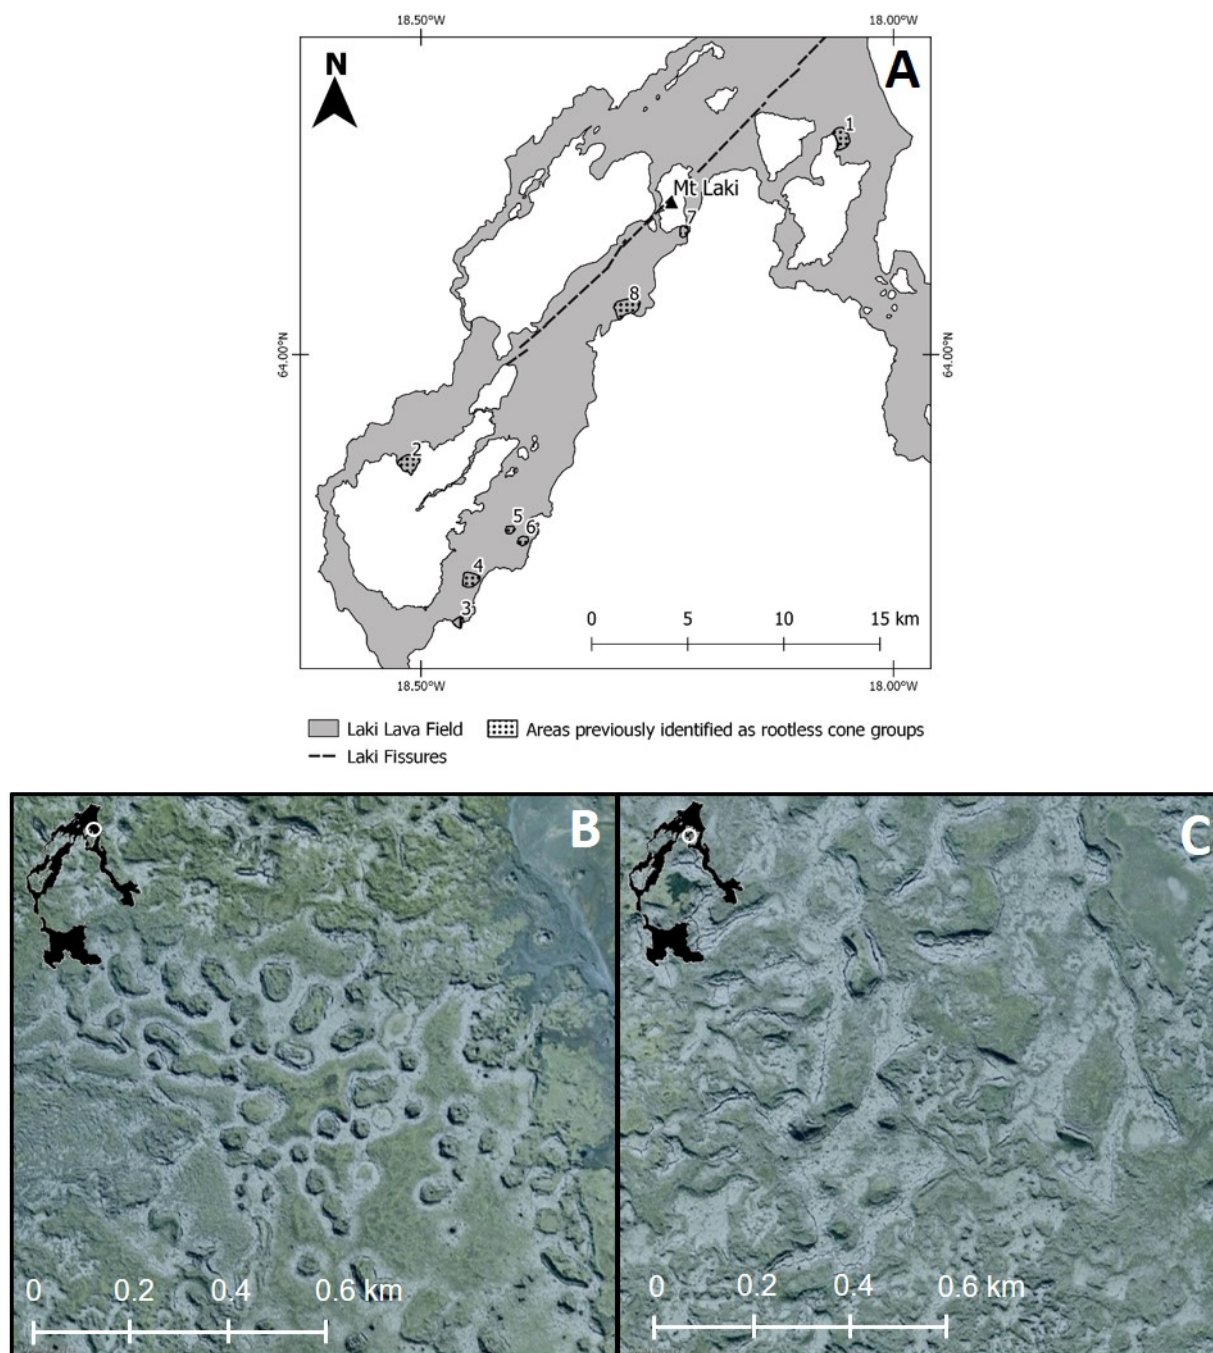 18.50°W 18.00°W
N
A
1
Mt Laki
7
8
64.00°N 64.00°N
2
5
6
4
3
0 5 10 15 km
18.50°W 18.00°W
Laki Lava Field Areas previously identified as rootless cone groups
Laki Fissures
B
C
0 0.2 0.4 0.6 km
0 0.2 0.4 0.6 km